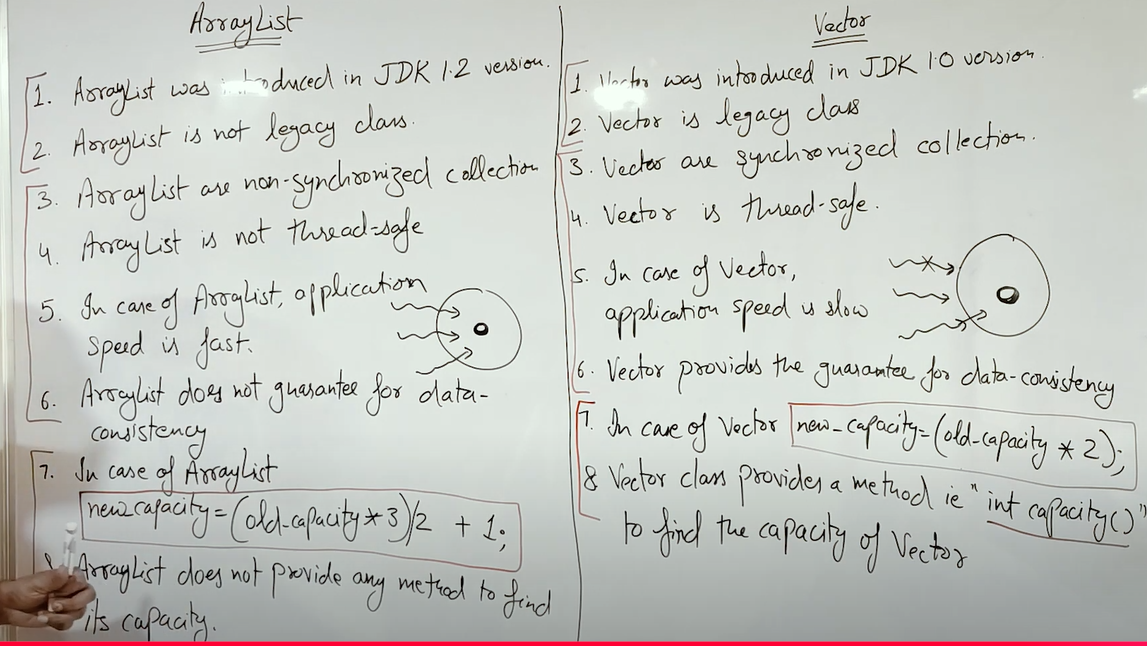 ArrayList
1. ArrayList was introduced in JDK 1.2 version.
2. ArrayList is not legacy class.
3. ArrayList are non-synchronized collection
4. ArrayList is not thread-safe
5. In case of ArrayList, application
speed is fast.
6. ArrayList does not guarantee for data-
consistency
7. In case of ArrayList
new_capacity=(old-capacity*3)/2 + 1;
ArrayList does not provide any method to find
its capacity.
Vector
1. Vector was introduced in JDK 1.0 version.
2. Vector is legacy class
3. Vector are synchronized collection.
4. Vector is thread-safe.
5. In case of Vector,
application speed is slow
6. Vector provides the guarantee for data-consistency
7. In case of Vector new_capacity=(old-capacity * 2);
8 Vector class provides a method ie "int capacity()"
to find the capacity of Vector